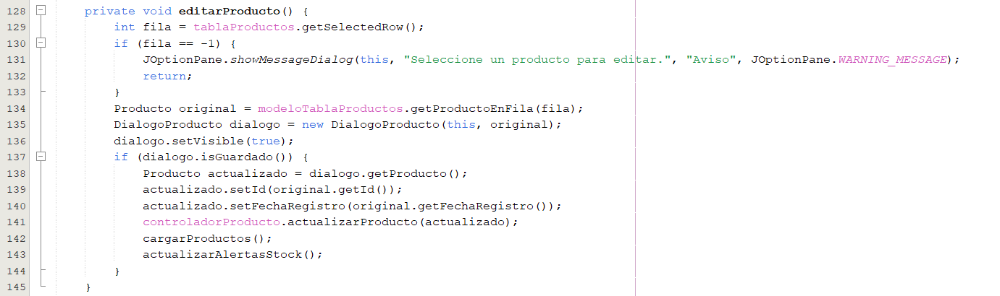 128 private void editarProducto() {
129 int fila = tablaProductos.getSelectedRow();
130 if (fila == -1) {
131 JOptionPane.showMessageDialog(this, "Seleccione un producto para editar.", "Aviso", JOptionPane.WARNING_MESSAGE);
132 return;
133 }
134 Producto original = modeloTablaProductos.getProductoEnFila(fila);
135 DialogoProducto dialogo = new DialogoProducto(this, original);
136 dialogo.setVisible(true);
137 if (dialogo.isGuardado()) {
138 Producto actualizado = dialogo.getProducto();
139 actualizado.setId(original.getId());
140 actualizado.setFechaRegistro(original.getFechaRegistro());
141 controladorProducto.actualizarProducto(actualizado);
142 cargarProductos();
143 actualizarAlertasStock();
144 }
145 }